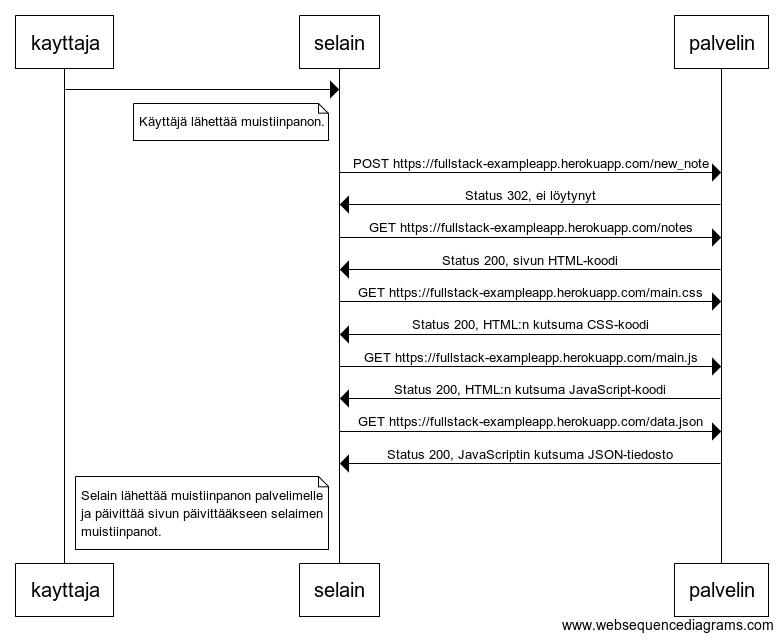 kayttaja
selain
palvelin
Käyttäjä lähettää muistiinpanon.
POST https://fullstack-exampleapp.herokuapp.com/new_note
Status 302, ei löytynyt
GET https://fullstack-exampleapp.herokuapp.com/notes
Status 200, sivun HTML-koodi
GET https://fullstack-exampleapp.herokuapp.com/main.css
Status 200, HTML:n kutsuma CSS-koodi
GET https://fullstack-exampleapp.herokuapp.com/main.js
Status 200, HTML:n kutsuma JavaScript-koodi
GET https://fullstack-exampleapp.herokuapp.com/data.json
Status 200, JavaScriptin kutsuma JSON-tiedosto
Selain lähettää muistiinpanon palvelimelle
ja päivittää sivun päivittääkseen selaimen
muistiinpanot.
kayttaja
selain
palvelin
www.websequencediagrams.com